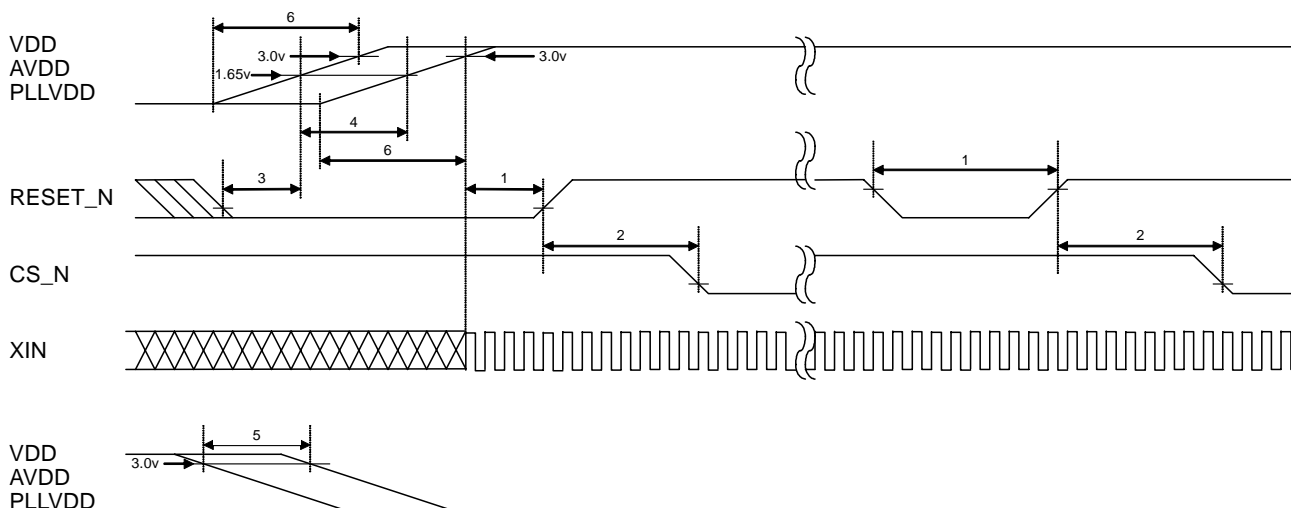 6
VDD
AVDD
PLLVDD
3.0v
3.0v
1.65v
4
6
RESET_N
3
1
1
CS_N
2
2
XIN
VDD
AVDD
PLLVDD
3.0v
5